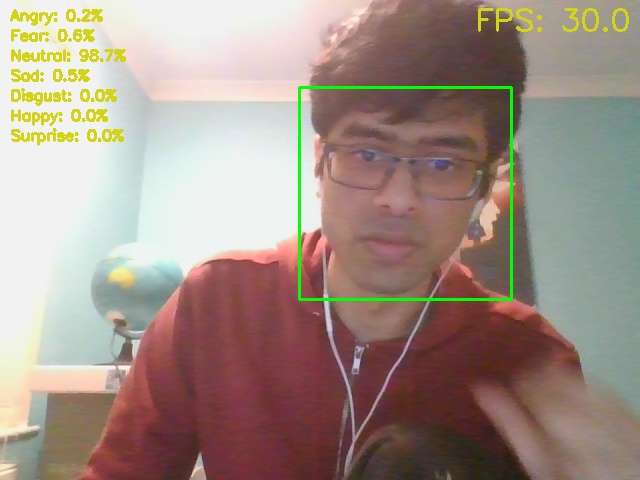 Angry: 0.2%
FPS: 30.0
Fear: 0.6%
Neutral: 98.7%
Sad: 0.5%
Disgust: 0.0%
Happy: 0.0%
Surprise: 0.0%